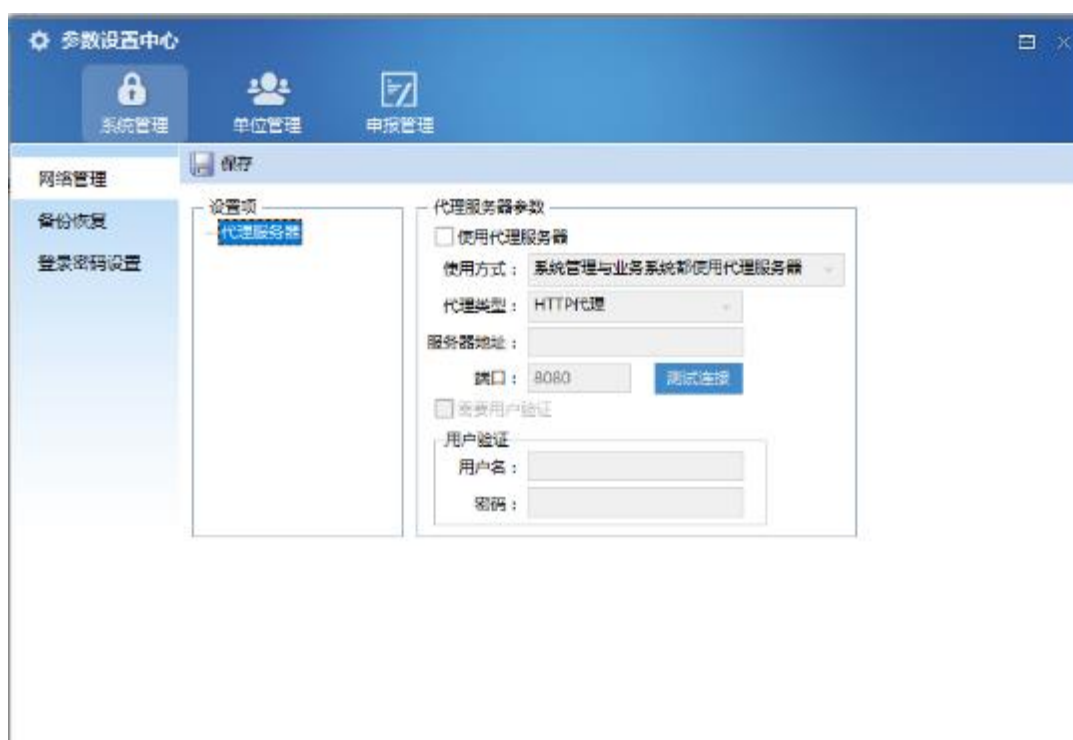 参数设置中心
系统管理 单位管理 申报管理
网络管理
备份恢复
登录密码设置
保存
设置项
代理服务器
代理服务器参数
使用代理服务器
使用方式： 系统管理与业务系统都使用代理服务器
代理类型： HTTP代理
服务器地址：
端口： 8080 测试连接
需要用户验证
用户验证
用户名：
密码：